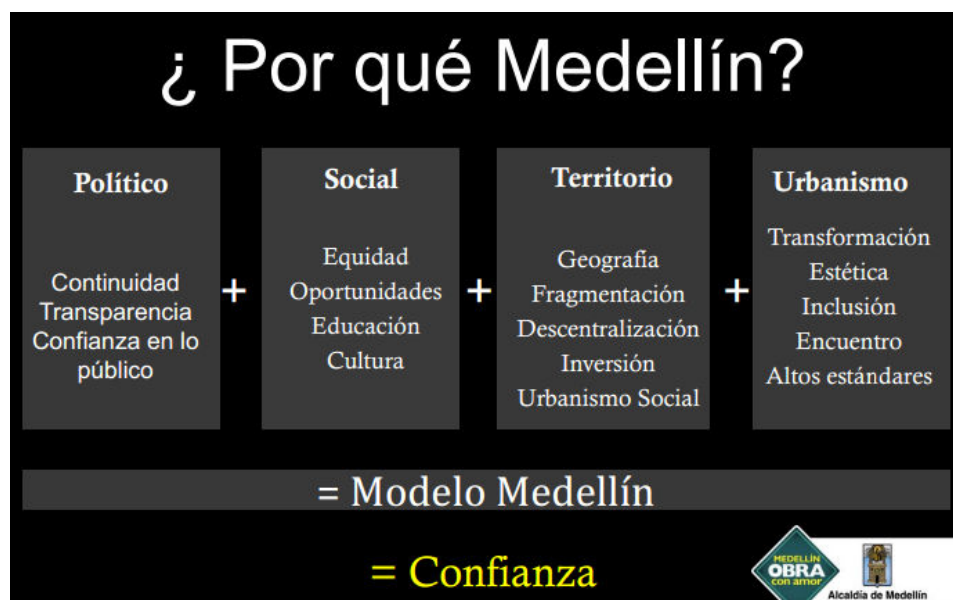 ¿ Por qué Medellín?
Político
Continuidad
Transparencia
Confianza en lo
público
+
Social
Equidad
Oportunidades
Educación
Cultura
+
Territorio
Geografía
Fragmentación
Descentralización
Inversión
Urbanismo Social
+
Urbanismo
Transformación
Estética
Inclusión
Encuentro
Altos estándares
= Modelo Medellín
= Confianza
MEDELLÍN
OBRA
con amor
Alcaldía de Medellín